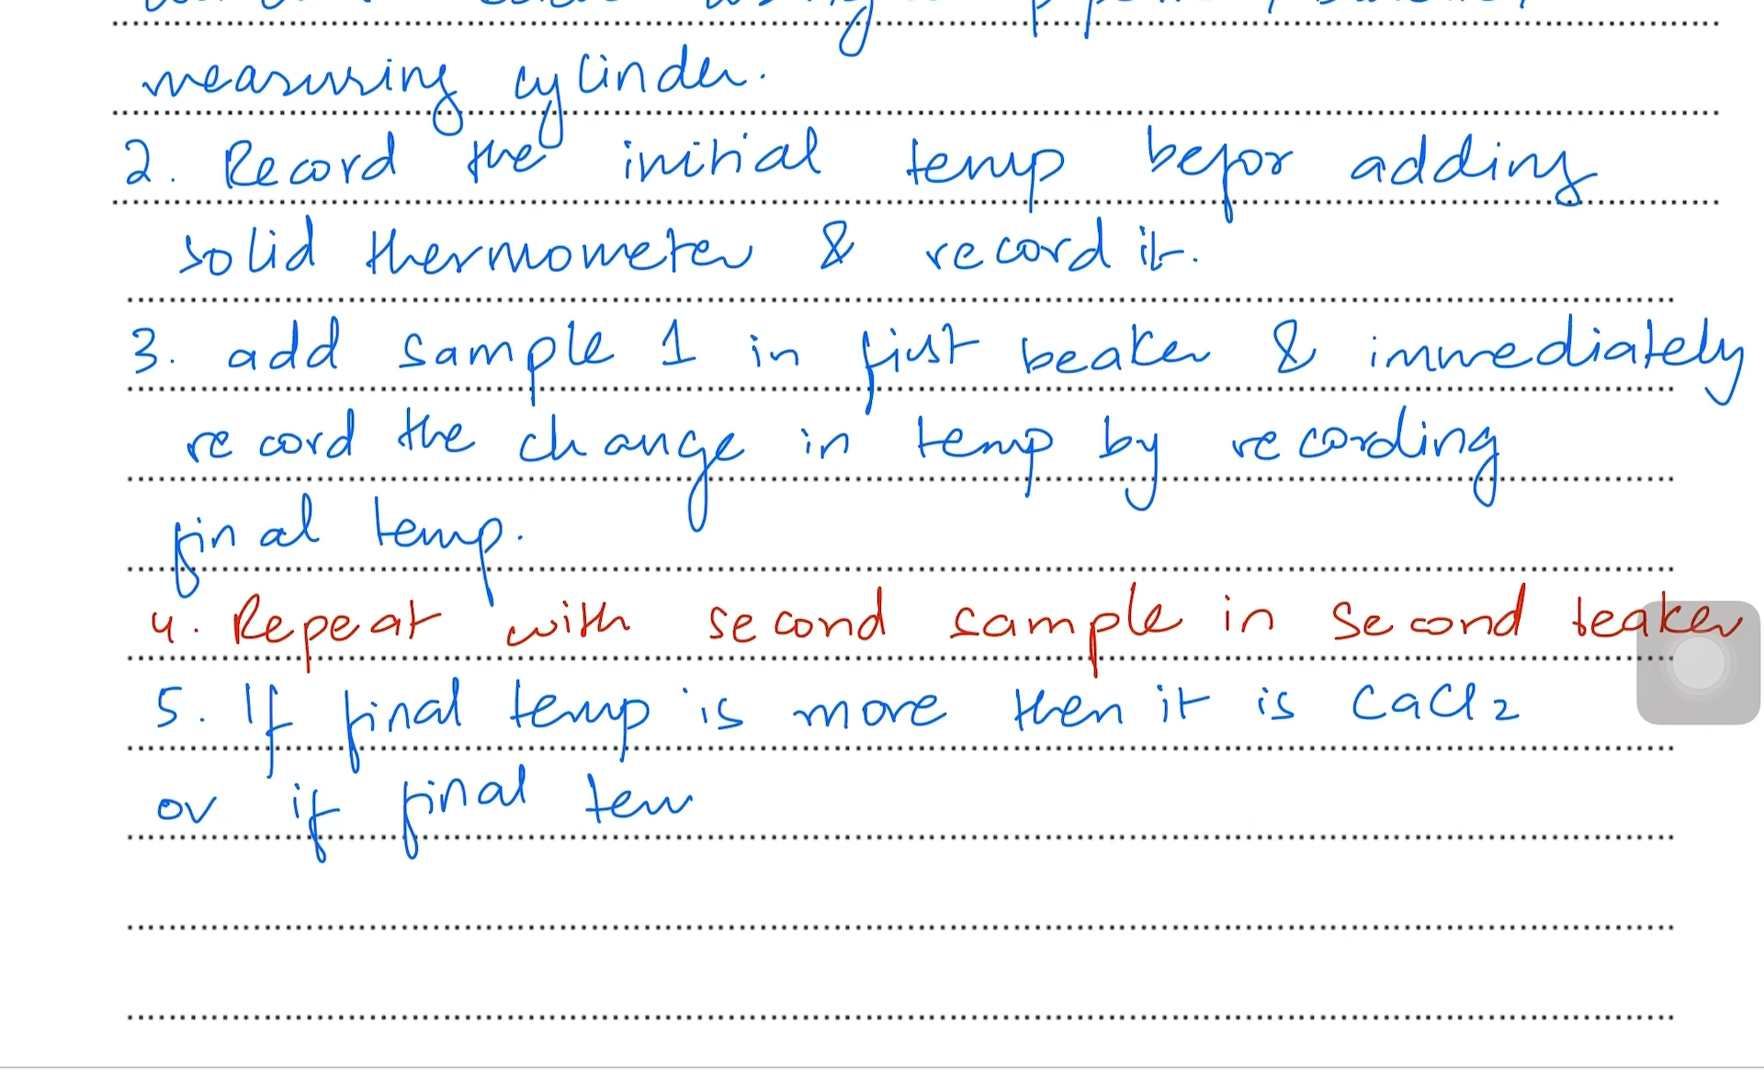 measuring cylinder.
2. Record the initial temp befor adding
solid thermometer & record it.
3. add sample 1 in first beaker & immediately
record the change in temp by recording
final temp.
4. Repeat with second sample in second beaker
5. If final temp is more then it is CaCl2
or if final tem